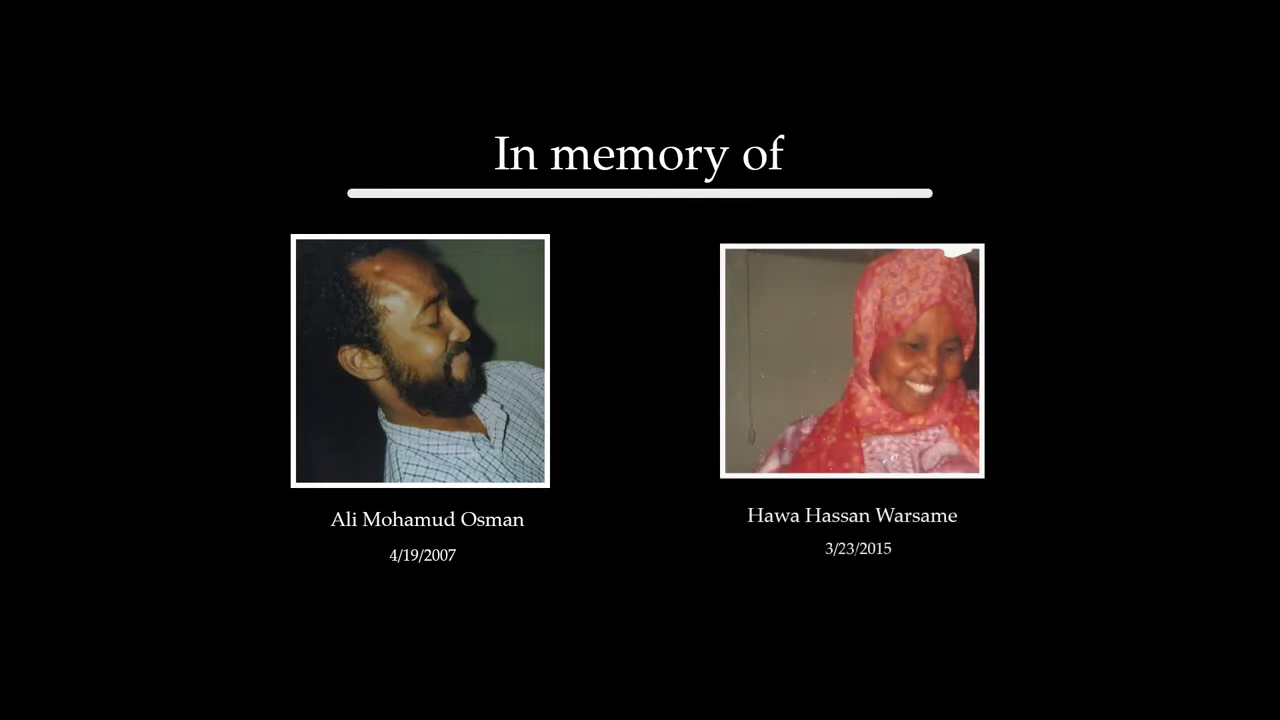 In memory of
Ali Mohamud Osman
4/19/2007
Hawa Hassan Warsame
3/23/2015